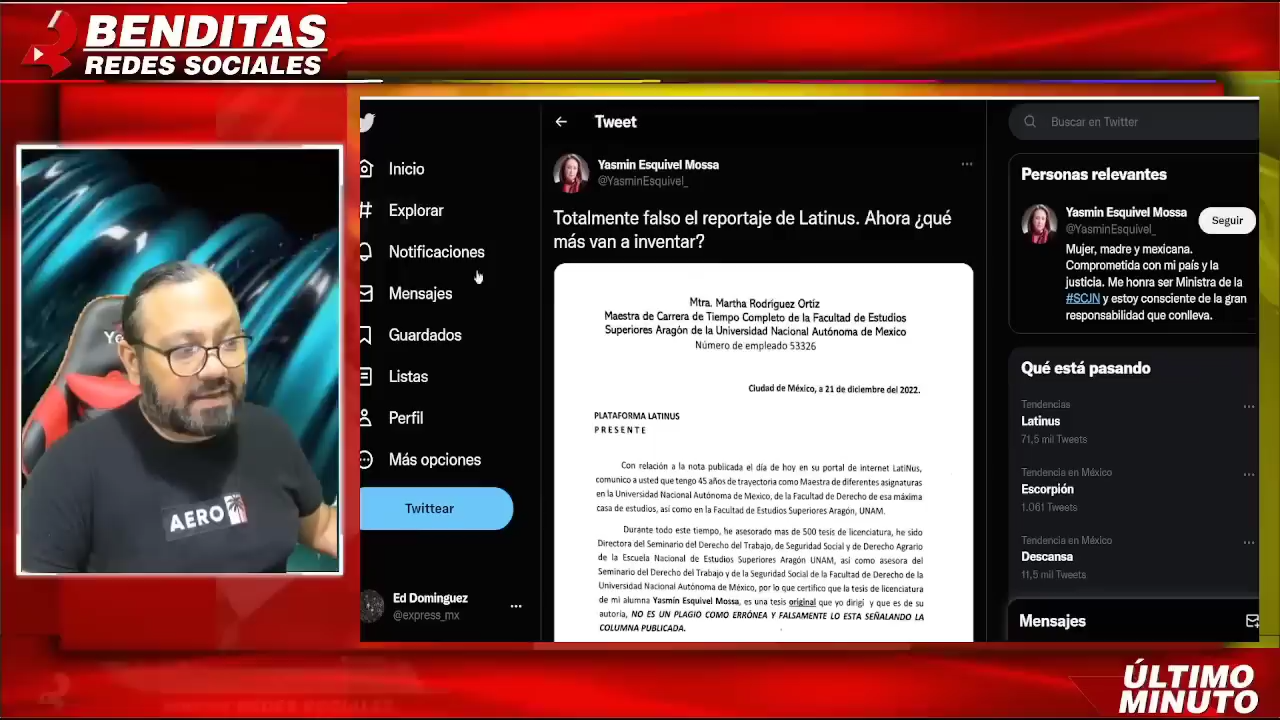 BENDITAS
REDES SOCIALES
Inicio
Explorar
Notificaciones
Mensajes
Guardados
Listas
Perfil
Más opciones
Twittear
Ed Dominguez
@express_mx
Tweet
Yasmin Esquivel Mossa
@YasminEsquivel_
Totalmente falso el reportaje de Latinus. Ahora ¿qué
más van a inventar?
Mtra. Martha Rodriguez Ortiz
Maestra de Carrera de Tiempo Completo de la Facultad de Estudios
Superiores Aragón de la Universidad Nacional Autónoma de Mexico
Número de empleado 53326
Ciudad de México, a 21 de diciembre del 2022.
PLATAFORMA LATINUS
P R E S E N T E
Con relación a la nota publicada el día de hoy en su portal de internet LatiNus,
comunico a usted que tengo 45 años de trayectoria como Maestra de diferentes asignaturas
en la Universidad Nacional Autónoma de Mexico, de la Facultad de Derecho de esa máxima
casa de estudios, así como en la Facultad de Estudios Superiores Aragón, UNAM.
Durante todo este tiempo, he asesorado mas de 500 tesis de licenciatura, he sido
Directora del Seminario del Derecho del Trabajo, de Seguridad Social y de Derecho Agrario
de la Escuela Nacional de Estudios Superiores Aragón UNAM, así como asesora del
Seminario del Derecho del Trabajo y de la Seguridad Social de la Facultad de Derecho de la
Universidad Nacional Autónoma de México, por lo que certifico que la tesis de licenciatura
de mi alumna Yasmín Esquivel Mossa, es una tesis original que yo dirigí y que es de su
autoría, NO ES UN PLAGIO COMO ERRÓNEA Y FALSAMENTE LO ESTA SEÑALANDO LA
COLUMNA PUBLICADA.
Buscar en Twitter
Personas relevantes
Yasmin Esquivel Mossa
@YasminEsquivel_
Seguir
Mujer, madre y mexicana.
Comprometida con mi país y la
justicia. Me honra ser Ministra de la
#SCJN y estoy consciente de la gran
responsabilidad que conlleva.
Qué está pasando
Tendencias
Latinus
71,5 mil Tweets
Tendencia en México
Escorpión
1.061 Tweets
Tendencia en México
Descansa
11,5 mil Tweets
Mensajes
AERO
ÚLTIMO
MINUTO